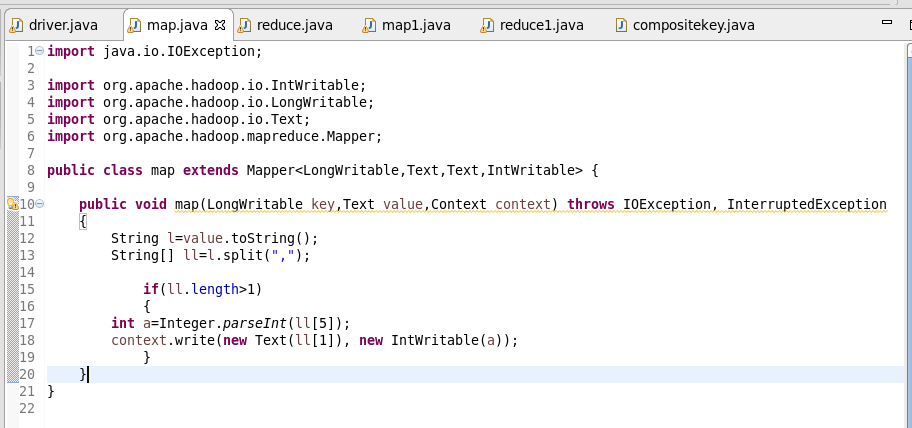 driver.java map.java reduce.java map1.java reduce1.java compositekey.java
1 import java.io.IOException;
2
3 import org.apache.hadoop.io.IntWritable;
4 import org.apache.hadoop.io.LongWritable;
5 import org.apache.hadoop.io.Text;
6 import org.apache.hadoop.mapreduce.Mapper;
7
8 public class map extends Mapper<LongWritable,Text,Text,IntWritable> {
9
10 public void map(LongWritable key,Text value,Context context) throws IOException, InterruptedException
11 {
12 String l=value.toString();
13 String[] ll=l.split(",");
14
15 if(ll.length>1)
16 {
17 int a=Integer.parseInt(ll[5]);
18 context.write(new Text(ll[1]), new IntWritable(a));
19 }
20 }
21 }
22